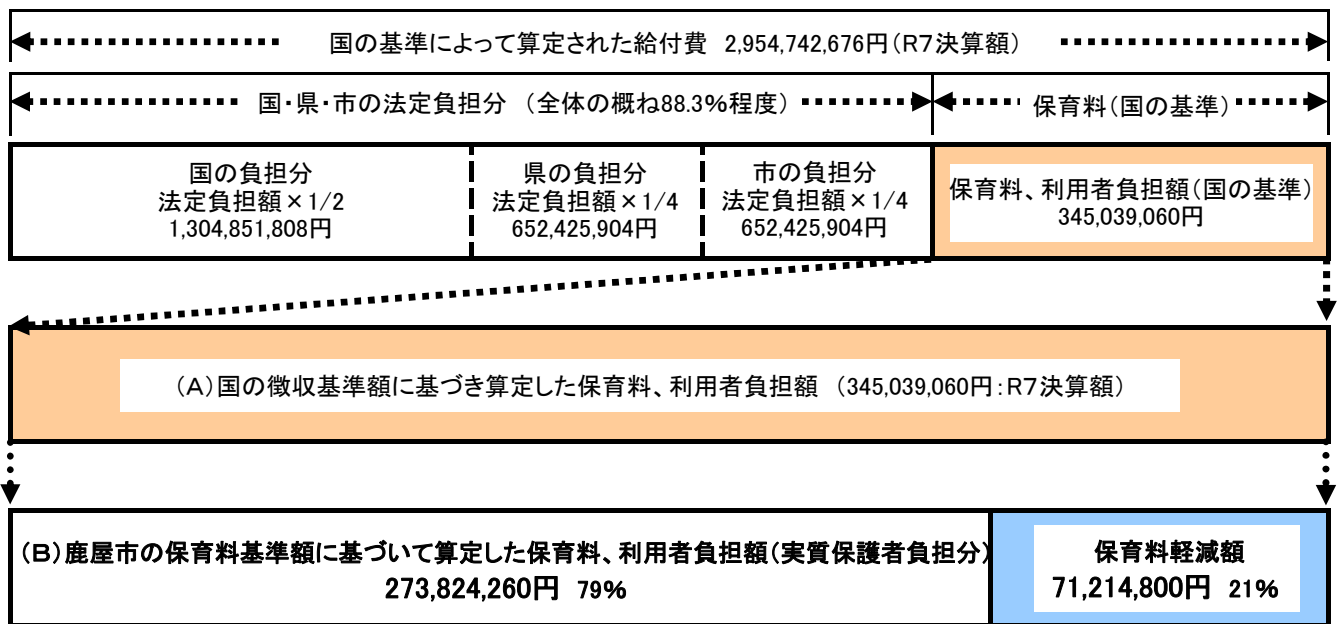 国の基準によって算定された給付費 2,954,742,676円(R7決算額)
国・県・市の法定負担分 (全体の概ね88.3%程度)
保育料(国の基準)
国の負担分
法定負担額×1/2
1,304,851,808円
県の負担分
法定負担額×1/4
652,425,904円
市の負担分
法定負担額×1/4
652,425,904円
保育料、利用者負担額(国の基準)
345,039,060円
(A)国の徴収基準額に基づき算定した保育料、利用者負担額 (345,039,060円:R7決算額)
(B)鹿屋市の保育料基準額に基づいて算定した保育料、利用者負担額(実質保護者負担分)
273,824,260円 79%
保育料軽減額
71,214,800円 21%